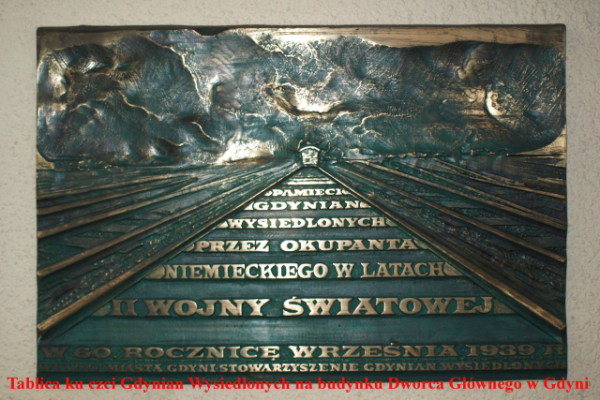 PAMIĘCI
GDYNIAN
WYSIEDLONYCH
PRZEZ OKUPANTA
NIEMIECKIEGO W LATACH
II WOJNY ŚWIATOWEJ
W 60. ROCZNICĘ WRZEŚNIA 1939 R
MIASTA GDYNI STOWARZYSZENIE GDYNIAN WYSIEDLONY
Tablica ku czci Gdynian Wysiedlonych na budynku Dworca Głównego w Gdyni